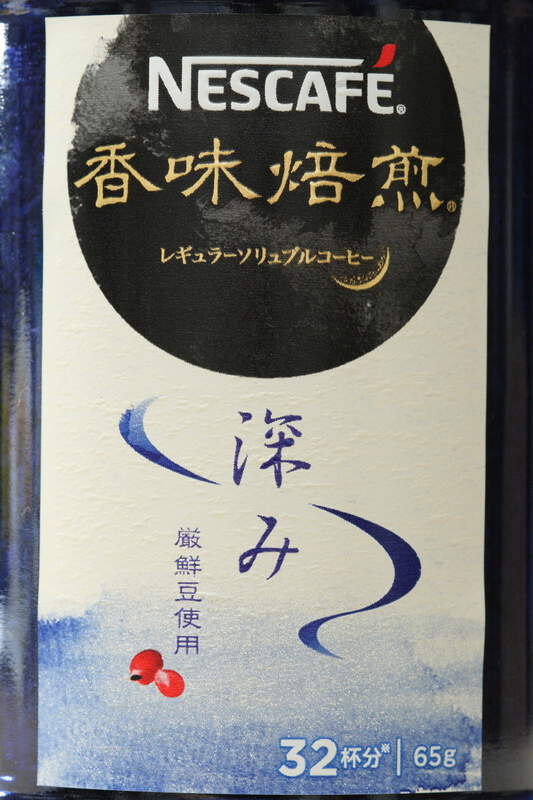 NESCAFÉ®
香味焙煎®
レギュラーソリュブルコーヒー
深み
厳鮮豆使用
32杯分※ | 65g